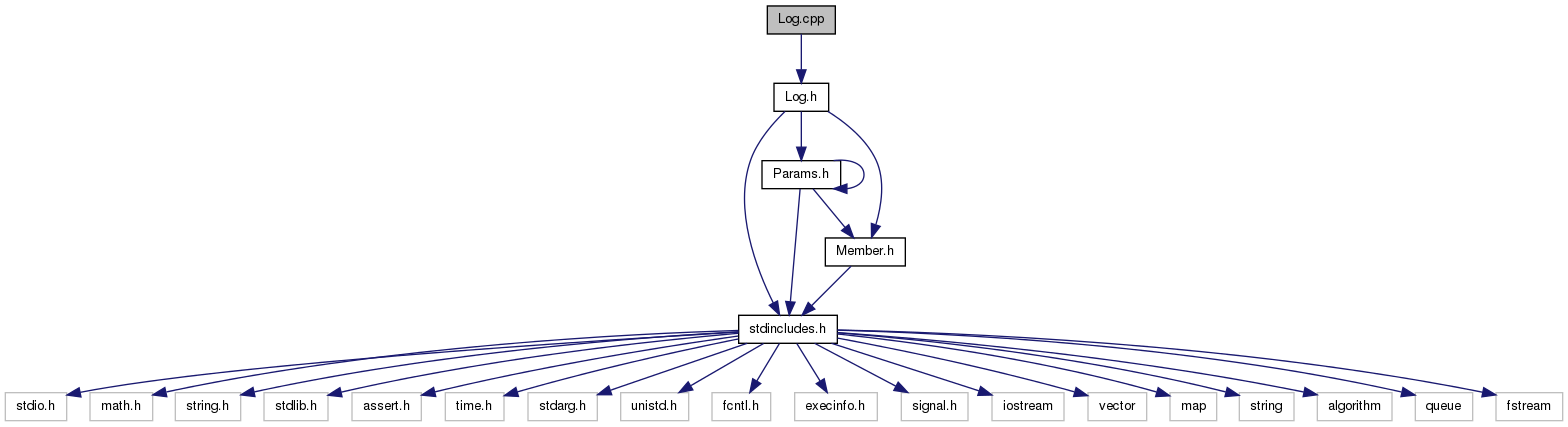 Log.cpp
Log.h
Params.h
Member.h
stdincludes.h
stdio.h
math.h
string.h
stdlib.h
assert.h
time.h
stdarg.h
unistd.h
fcntl.h
execinfo.h
signal.h
iostream
vector
map
string
algorithm
queue
fstream